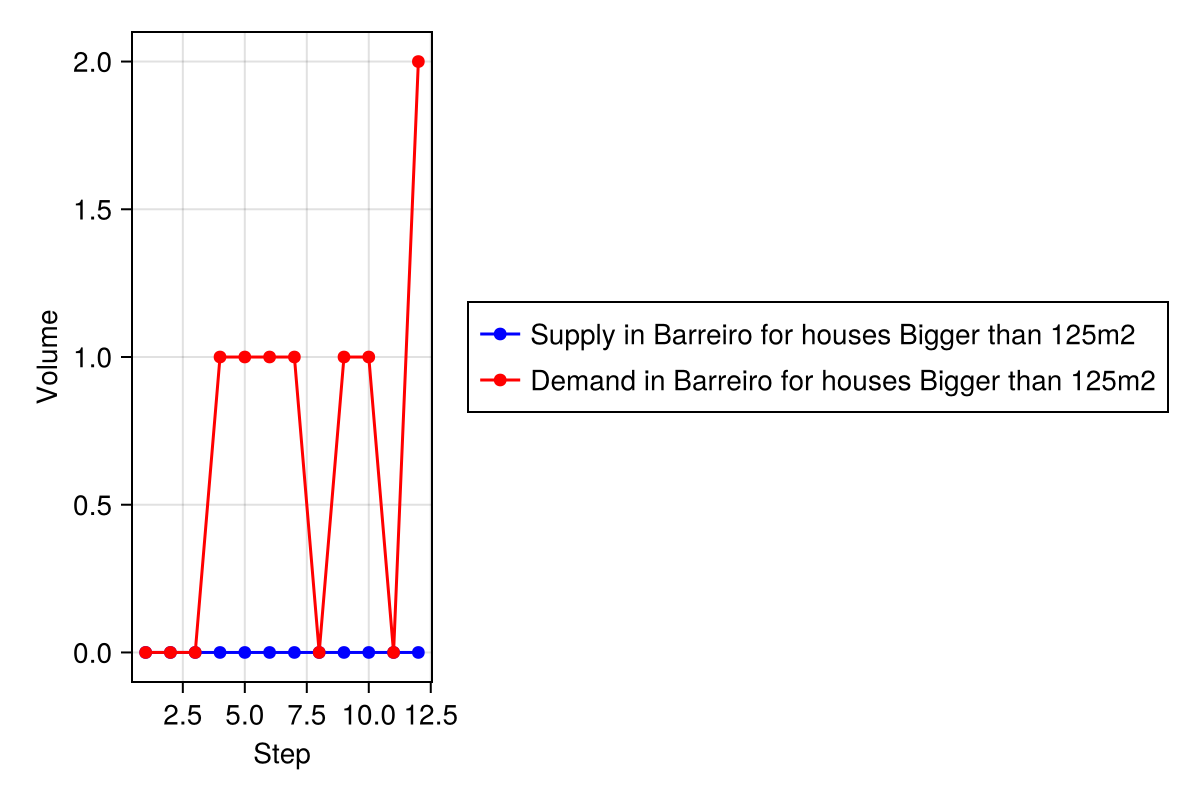 2.0
1.5
1.0
0.5
0.0
Volume
2.5 5.0 7.5 10.0 12.5
Step
Supply in Barreiro for houses Bigger than 125m2
Demand in Barreiro for houses Bigger than 125m2